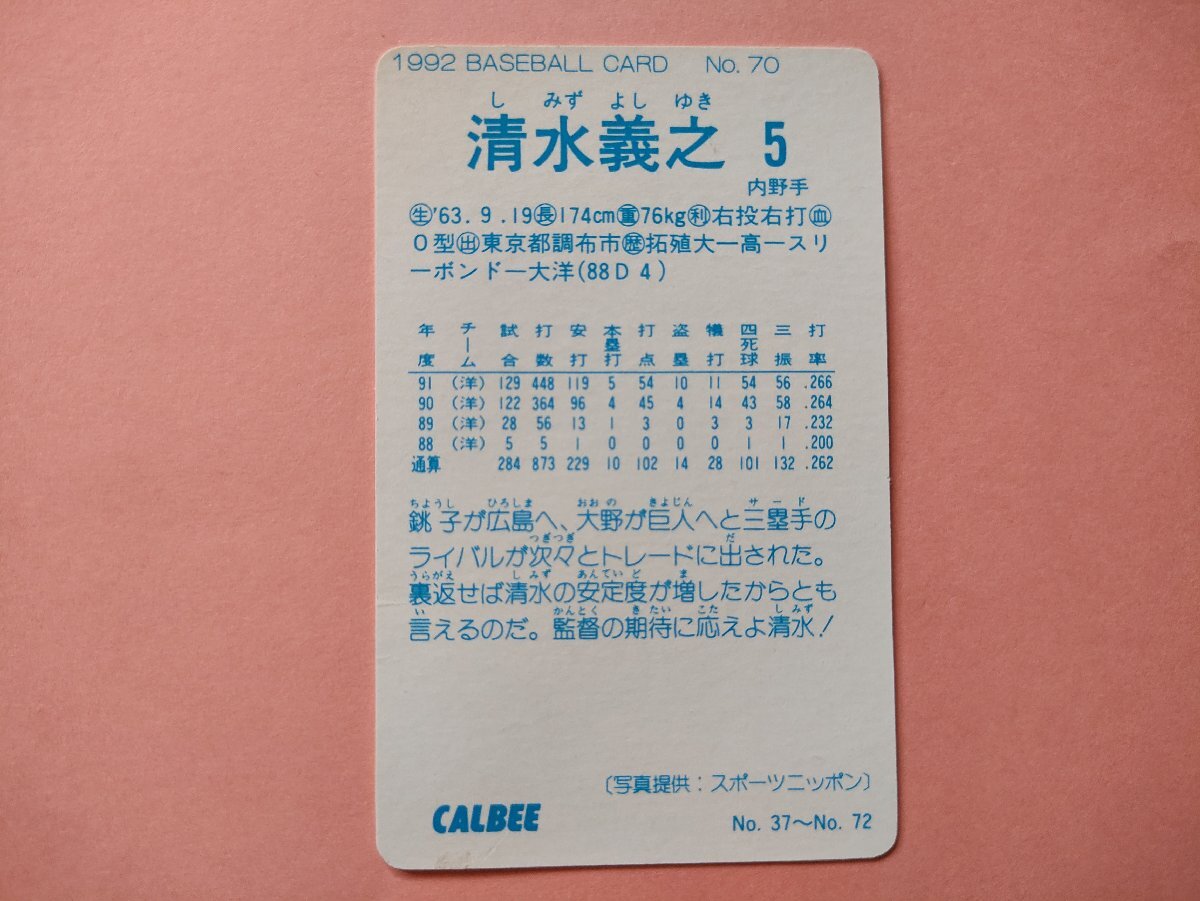 1992 BASEBALL CARD No. 70
し みず よし ゆき
清水義之 5
内野手
㊤'63. 9 .19㊥174cm㊥76kg㊥右投右打㊥
O型㊥東京都調布市㊥拓殖大一高ースリ
ーボンドー大洋(88D 4)
年度 チーム 試合 打数 安打 本塁打 打点 盗塁 犠打 四死球 三振 打率
91 (洋) 129 448 119 5 54 10 11 54 56 .266
90 (洋) 122 364 96 4 45 4 14 43 58 .264
89 (洋) 28 56 13 1 3 0 3 3 17 .232
88 (洋) 5 5 1 0 0 0 0 1 1 .200
通算 284 873 229 10 102 14 28 101 132 .262
ちょうし ひろしま おおの きょじん サード
銚子が広島へ、大野が巨人へと三塁手の
つぎつぎ だ
ライバルが次々とトレードに出された。
うらがえ しみず あんていど ま
裏返せば清水の安定度が増したからとも
い かんとく きたい こた しみず
言えるのだ。監督の期待に応えよ清水!
〔写真提供:スポーツニッポン〕
CALBEE
No. 37〜No. 72